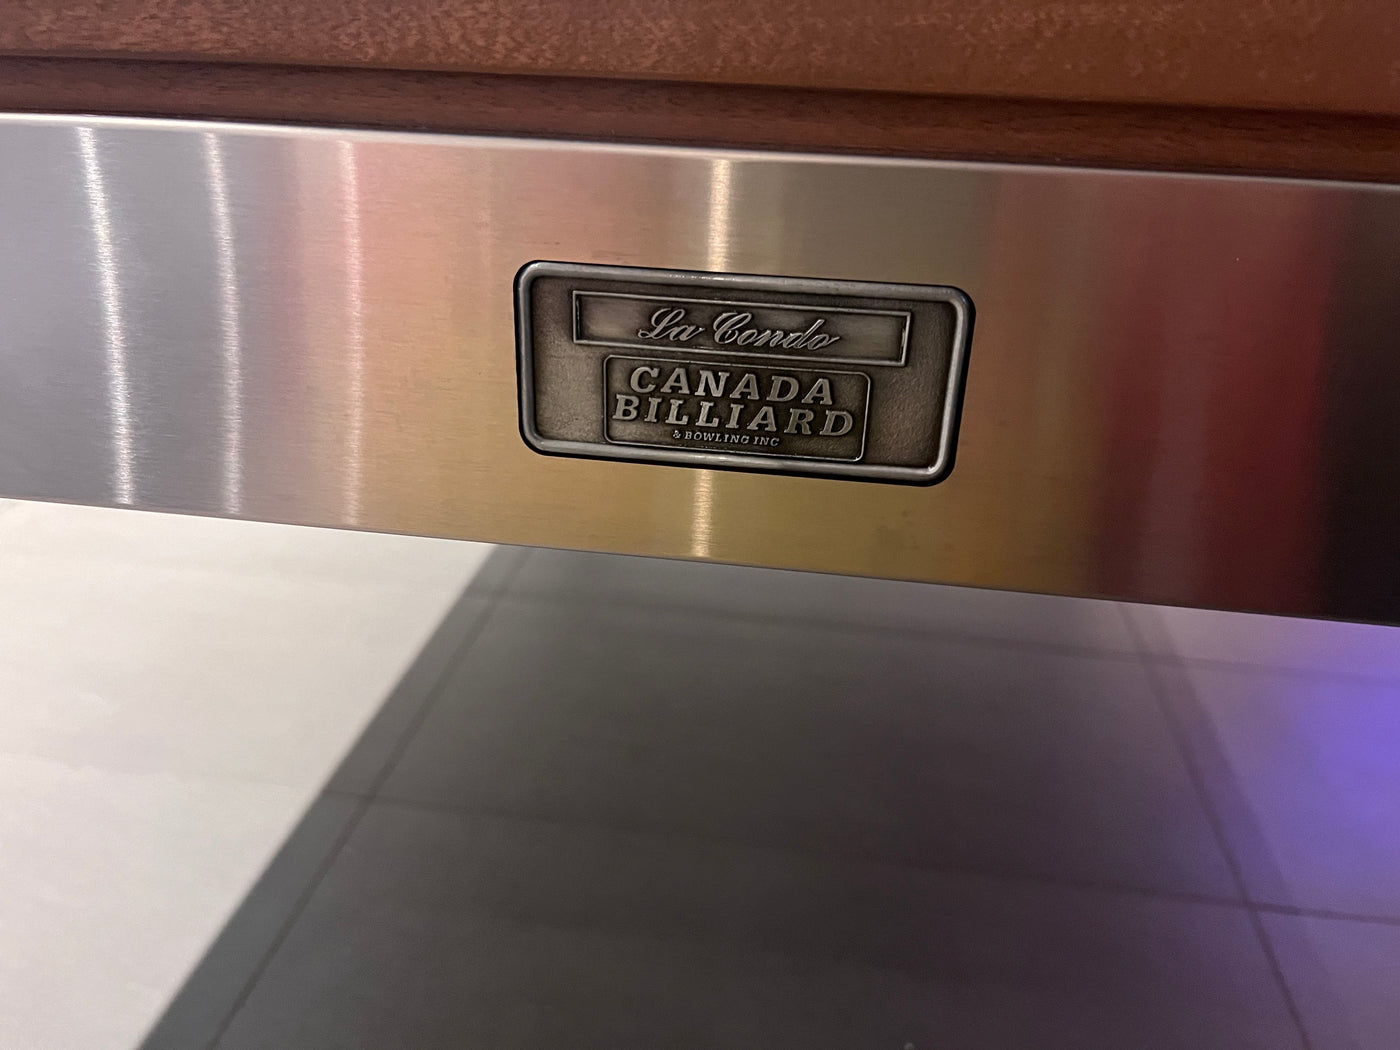 La Condo
CANADA
BILLIARD
& BOWLING INC